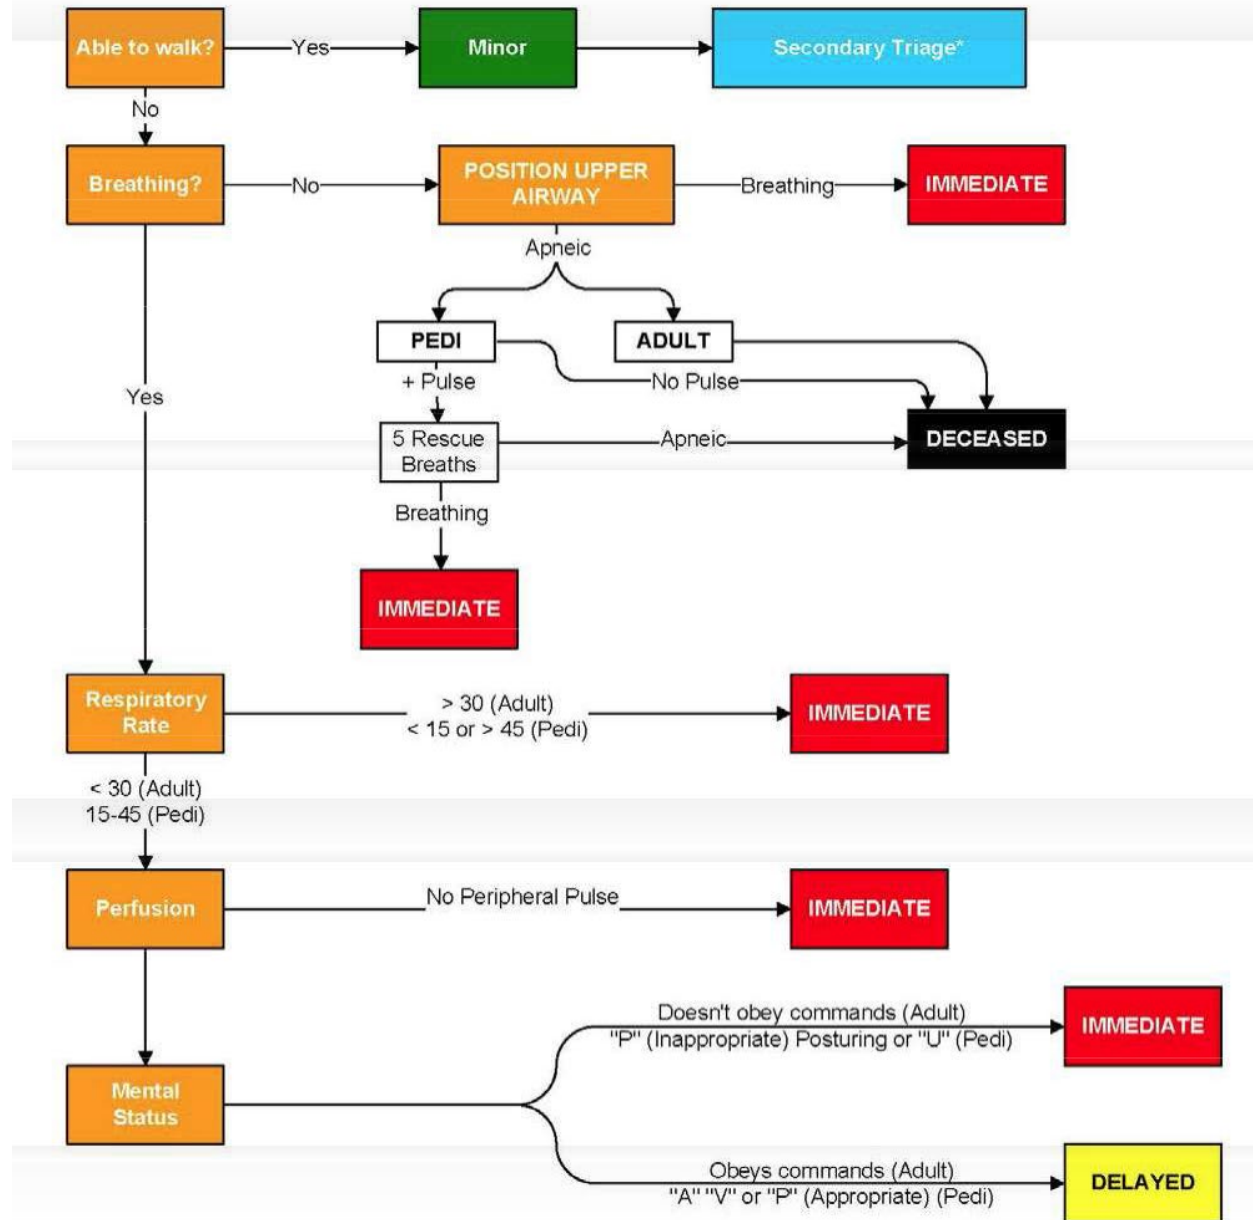 Able to walk?
Yes
Minor
Secondary Triage*
No
Breathing?
No
POSITION UPPER
AIRWAY
Breathing
IMMEDIATE
Apneic
PEDI
ADULT
+ Pulse
No Pulse
Yes
5 Rescue
Breaths
Apneic
DECEASED
Breathing
IMMEDIATE
Respiratory
Rate
> 30 (Adult)
< 15 or > 45 (Pedi)
IMMEDIATE
< 30 (Adult)
15-45 (Pedi)
Perfusion
No Peripheral Pulse
IMMEDIATE
Mental
Status
Doesn't obey commands (Adult)
"P" (Inappropriate) Posturing or "U" (Pedi)
IMMEDIATE
Obeys commands (Adult)
"A" "V" or "P" (Appropriate) (Pedi)
DELAYED